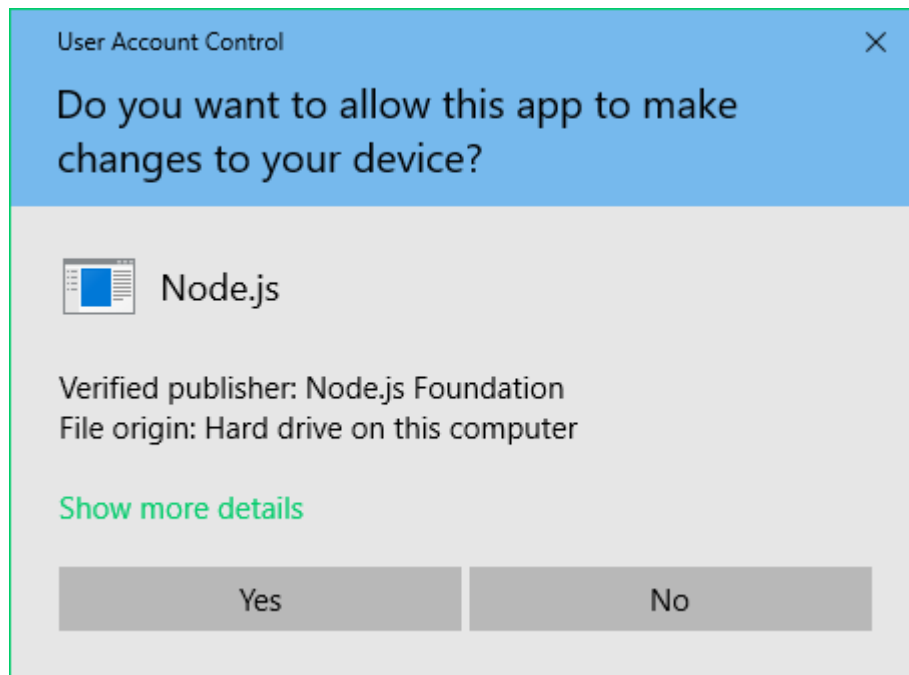 User Account Control
Do you want to allow this app to make
changes to your device?
Node.js
Verified publisher: Node.js Foundation
File origin: Hard drive on this computer
Show more details
Yes
No